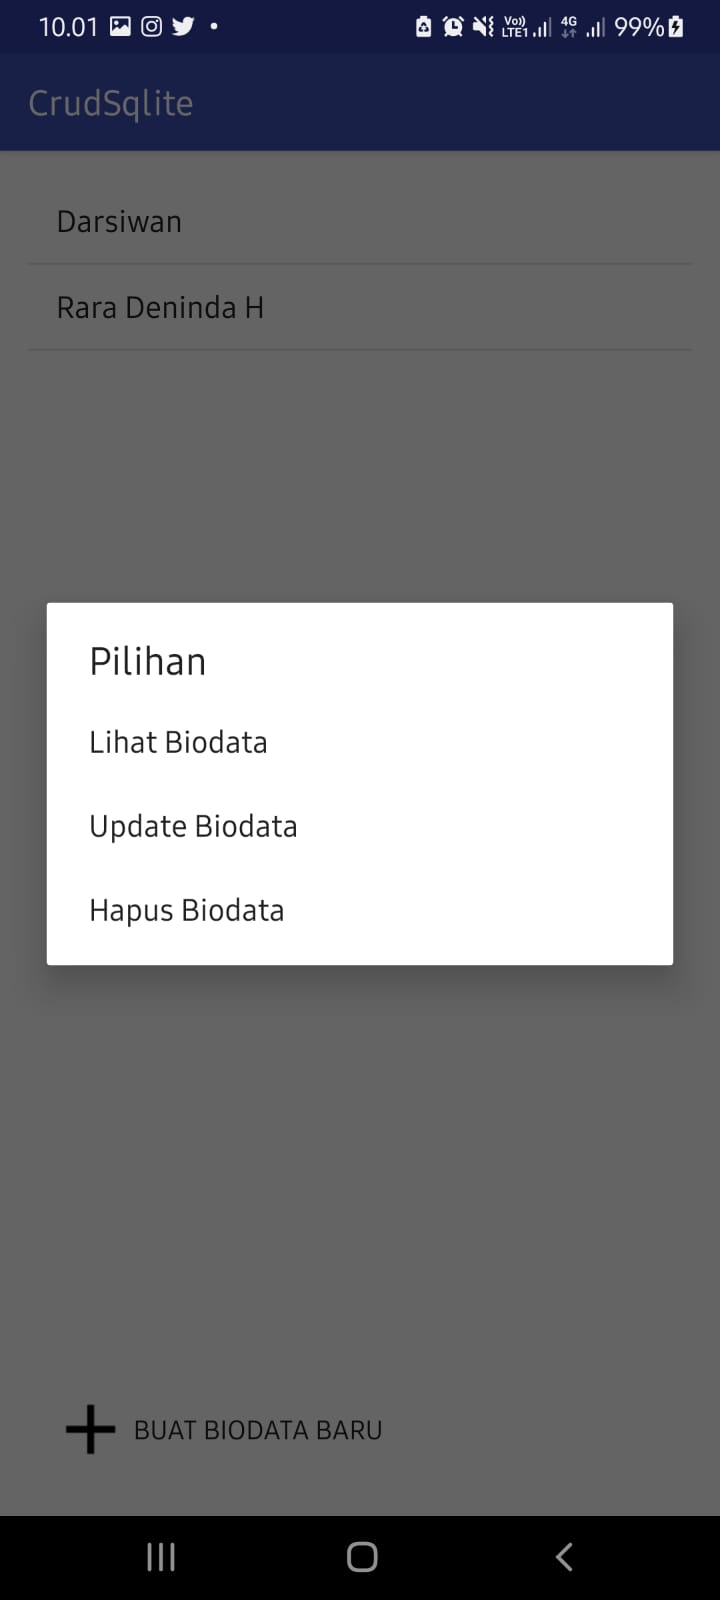 10.01 Vo)) LTE1 4G 99%
CrudSqlite
Darsiwan
Rara Deninda H
Pilihan
Lihat Biodata
Update Biodata
Hapus Biodata
BUAT BIODATA BARU